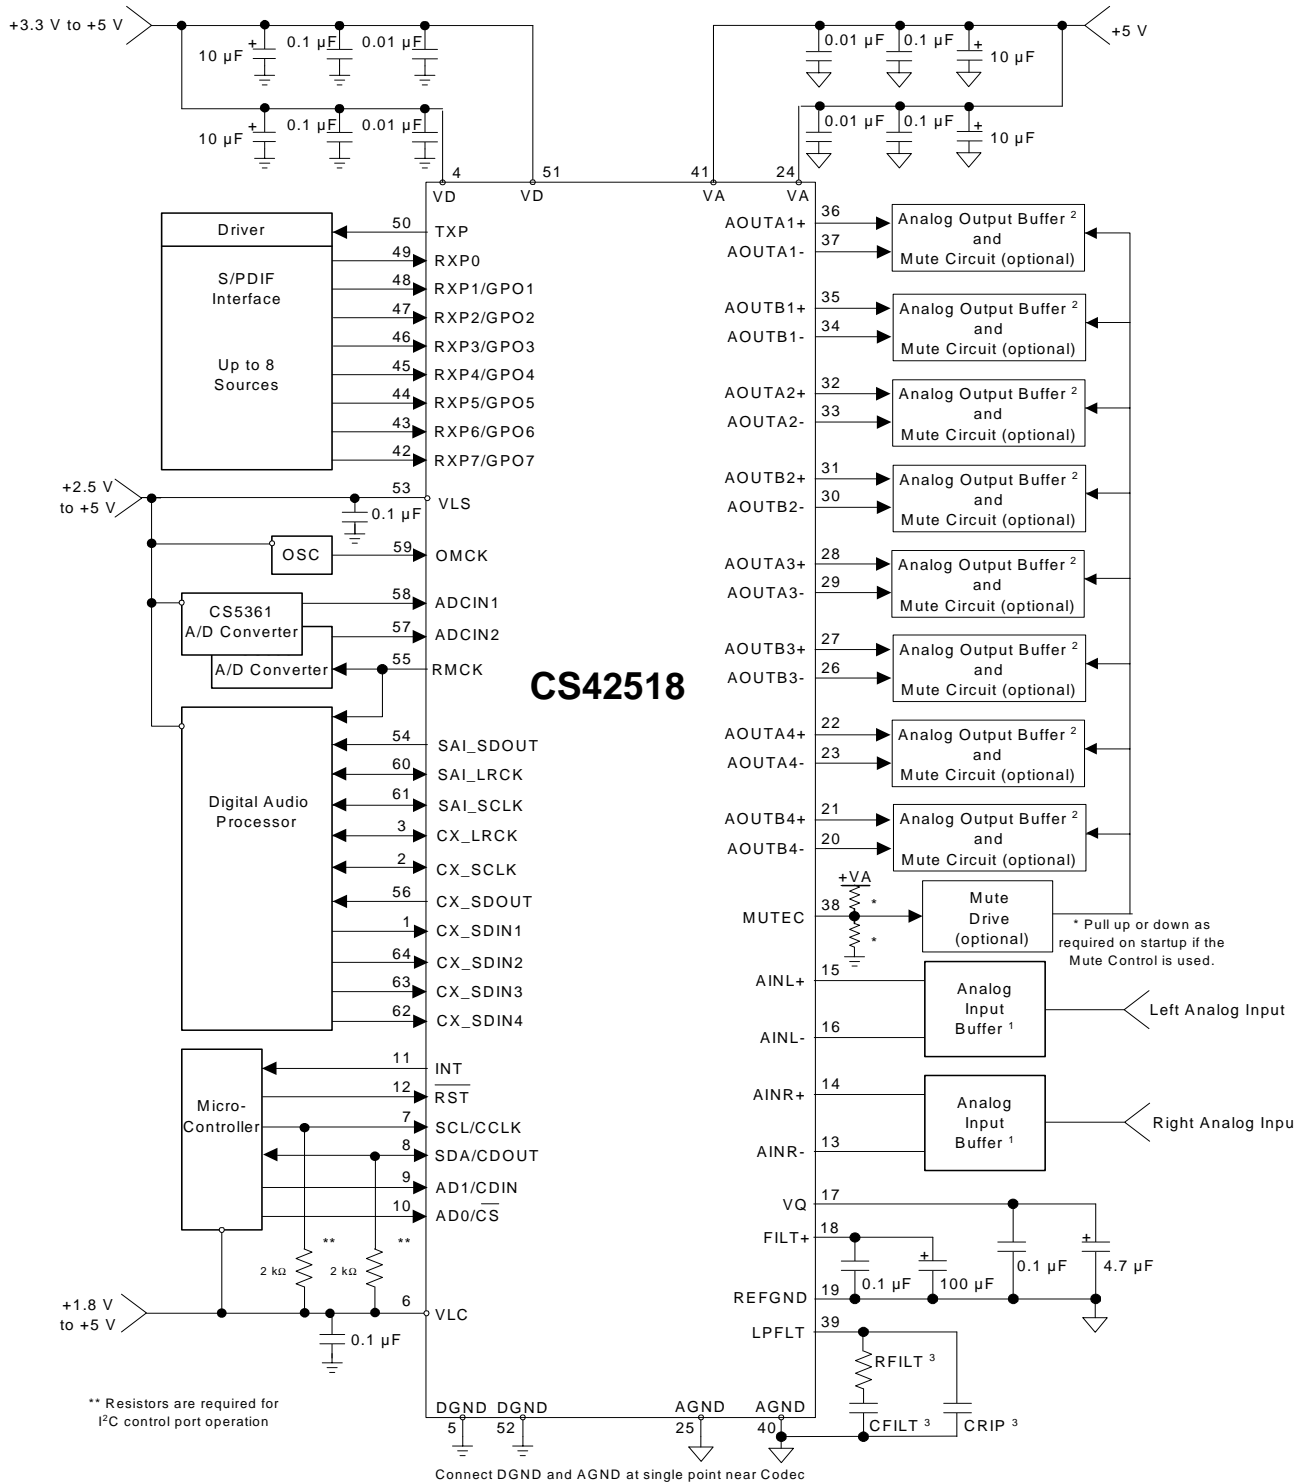 +3.3 V to +5 V
+5 V
10 µF
+
0.1 µF
0.01 µF
0.01 µF
0.1 µF
+
10 µF
10 µF
+
0.1 µF
0.01 µF
0.01 µF
0.1 µF
+
10 µF
4
51
41
24
VD
VD
VA
VA
Driver
S/PDIF
Interface
Up to 8
Sources
50
TXP
49
RXP0
48
RXP1/GPO1
47
RXP2/GPO2
46
RXP3/GPO3
45
RXP4/GPO4
44
RXP5/GPO5
43
RXP6/GPO6
42
RXP7/GPO7
+2.5 V
to +5 V
53
VLS
0.1 µF
OSC
59
OMCK
CS5361
A/D Converter
A/D Converter
58
ADCIN1
57
ADCIN2
55
RMCK
CS42518
Digital Audio
Processor
54
SAI_SDOUT
60
SAI_LRCK
61
SAI_SCLK
3
CX_LRCK
2
CX_SCLK
56
CX_SDOUT
1
CX_SDIN1
64
CX_SDIN2
63
CX_SDIN3
62
CX_SDIN4
Micro-
Controller
11
INT
12
RST
7
SCL/CCLK
8
SDA/CDOUT
9
AD1/CDIN
10
AD0/CS
**
**
2 kΩ
2 kΩ
+1.8 V
to +5 V
6
VLC
0.1 µF
** Resistors are required for
I²C control port operation
AOUTA1+
36
AOUTA1-
37
Analog Output Buffer ²
and
Mute Circuit (optional)
AOUTB1+
35
AOUTB1-
34
Analog Output Buffer ²
and
Mute Circuit (optional)
AOUTA2+
32
AOUTA2-
33
Analog Output Buffer ²
and
Mute Circuit (optional)
AOUTB2+
31
AOUTB2-
30
Analog Output Buffer ²
and
Mute Circuit (optional)
AOUTA3+
28
AOUTA3-
29
Analog Output Buffer ²
and
Mute Circuit (optional)
AOUTB3+
27
AOUTB3-
26
Analog Output Buffer ²
and
Mute Circuit (optional)
AOUTA4+
22
AOUTA4-
23
Analog Output Buffer ²
and
Mute Circuit (optional)
AOUTB4+
21
AOUTB4-
20
Analog Output Buffer ²
and
Mute Circuit (optional)
+VA
*
*
MUTEC
38
Mute
Drive
(optional)
* Pull up or down as
required on startup if the
Mute Control is used.
AINL+
15
AINL-
16
Analog
Input
Buffer ¹
Left Analog Input
AINR+
14
AINR-
13
Analog
Input
Buffer ¹
Right Analog Inpu
VQ
17
FILT+
18
0.1 µF
+
100 µF
0.1 µF
+
4.7 µF
REFGND
19
LPFLT
39
RFILT ³
CFILT ³
CRIP ³
DGND
DGND
AGND
AGND
5
52
25
40
Connect DGND and AGND at single point near Codec